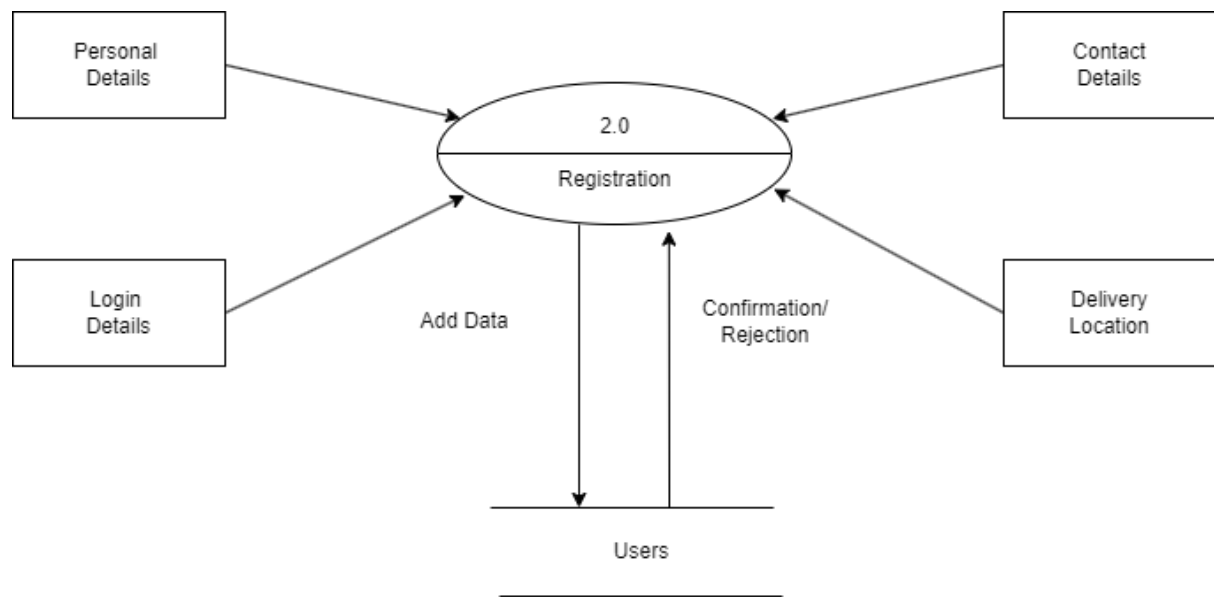 Personal
Details
Contact
Details
2.0
Registration
Login
Details
Add Data
Confirmation/
Rejection
Delivery
Location
Users